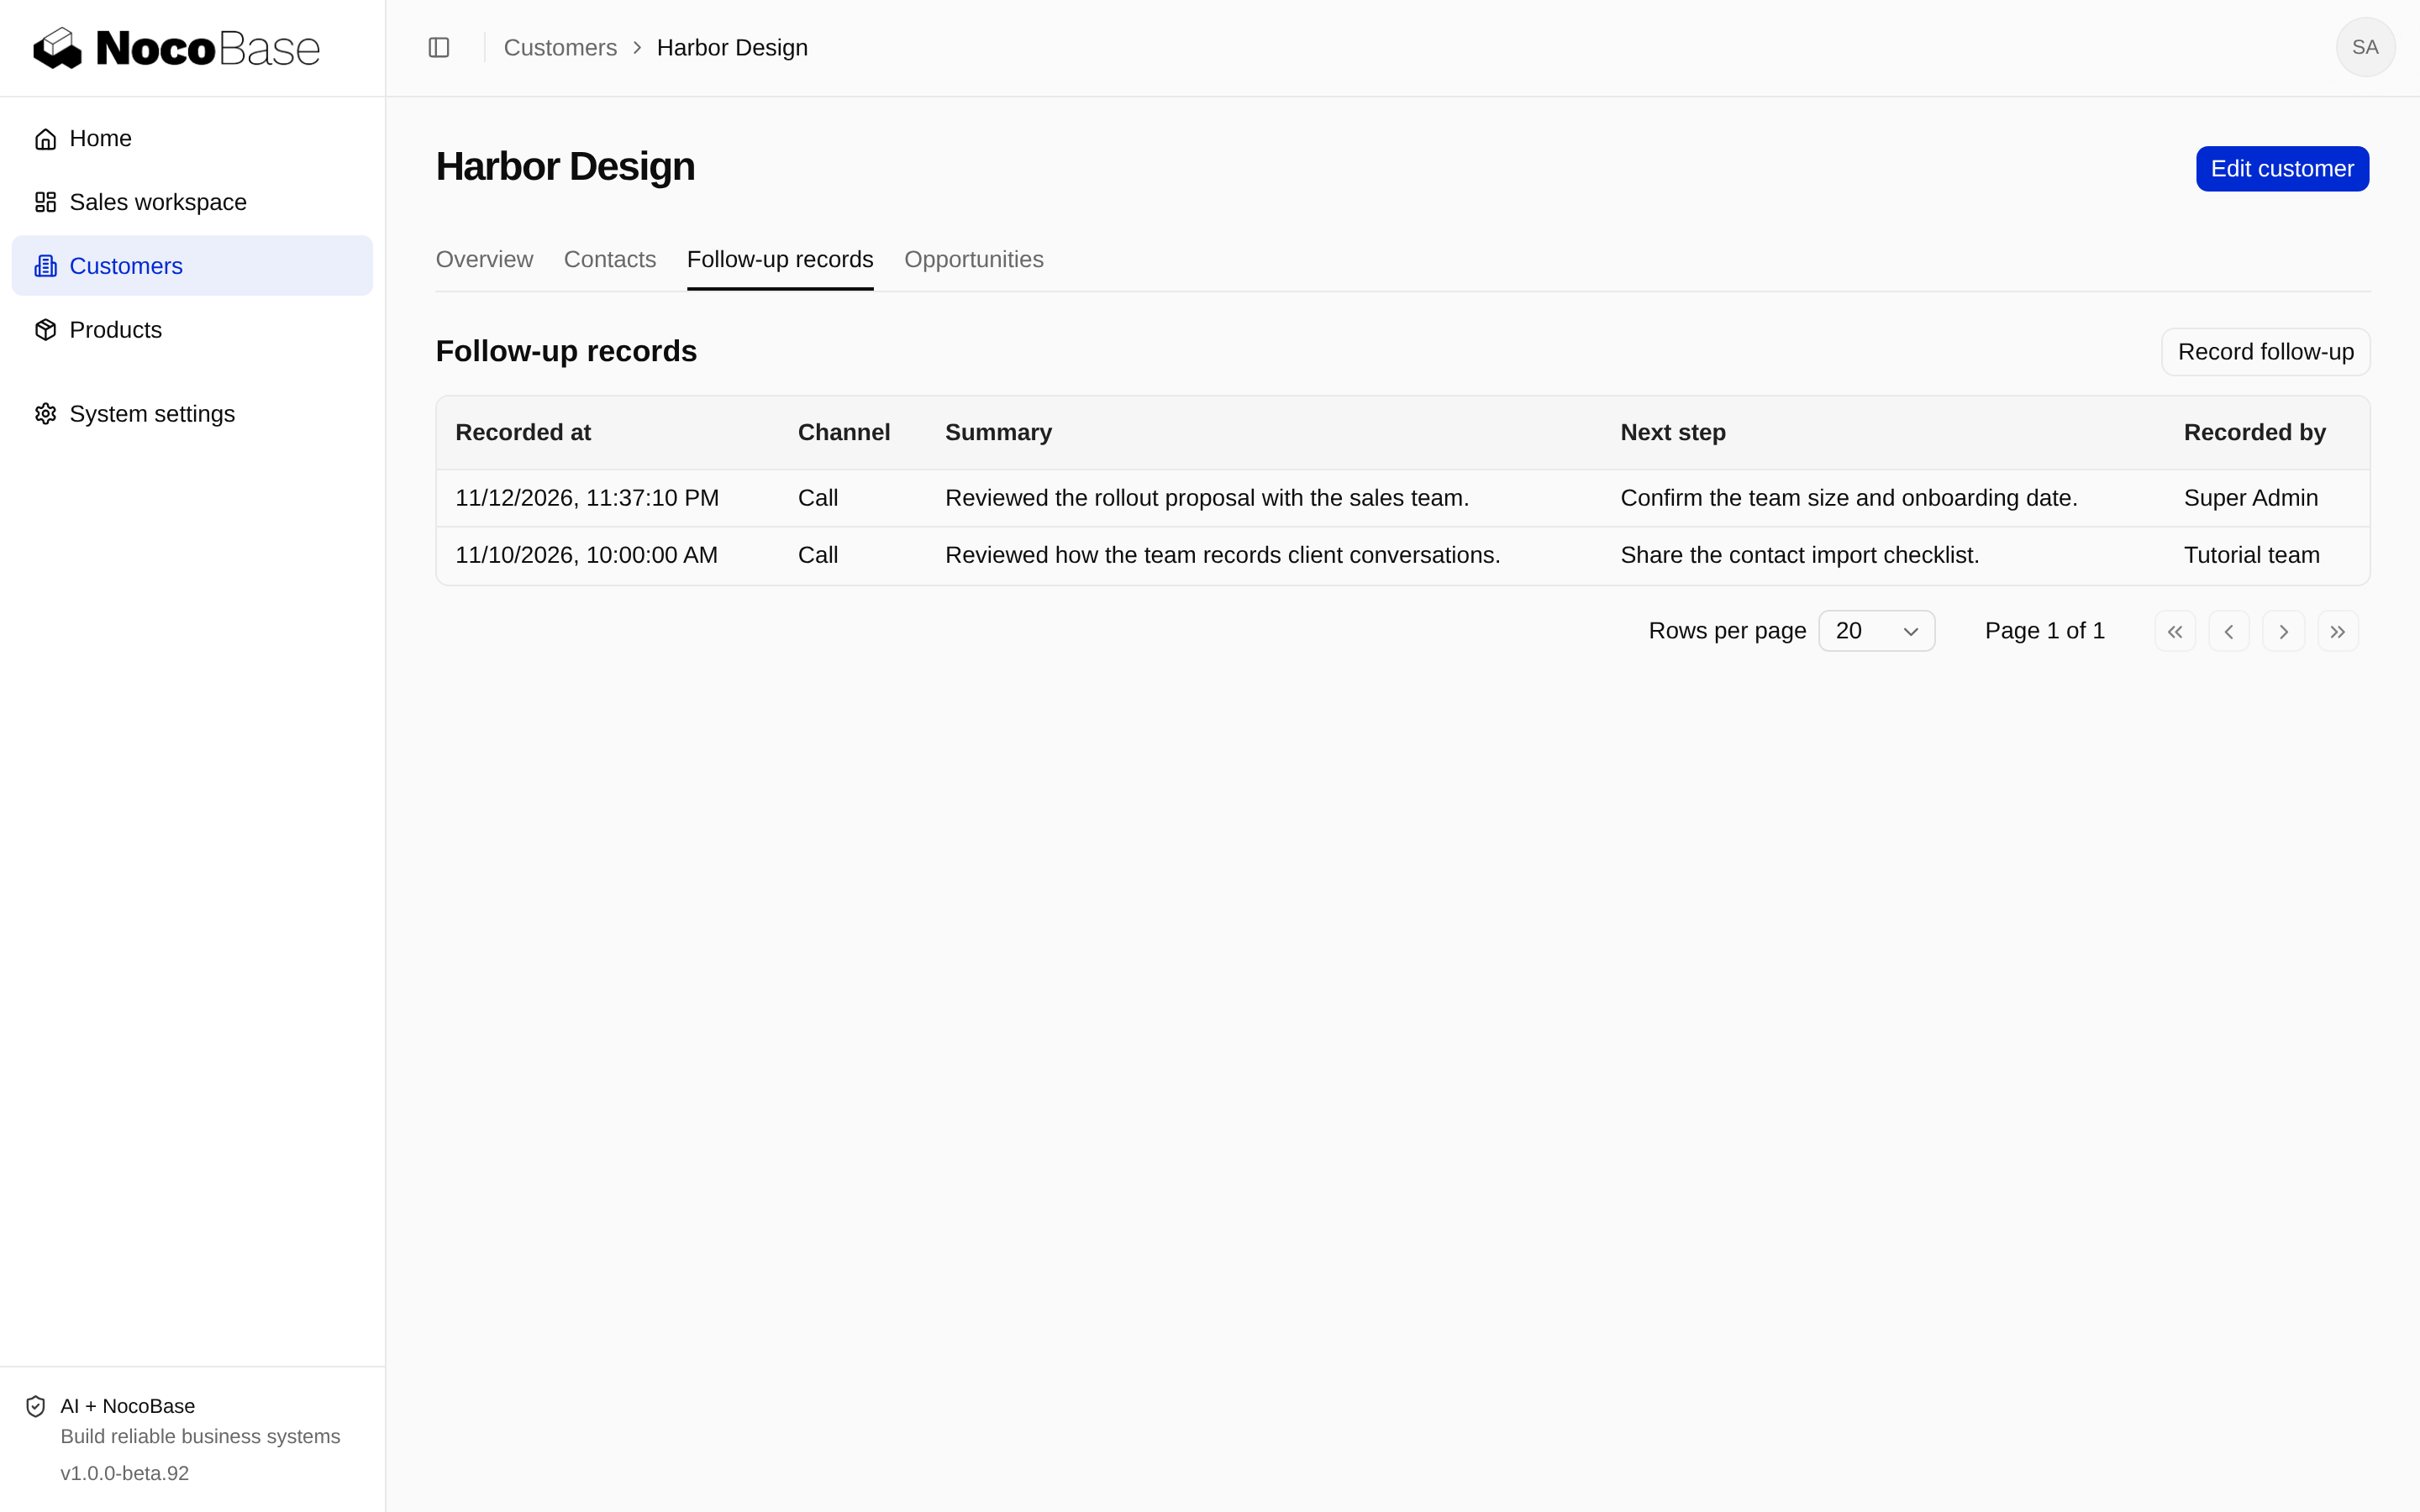 NocoBase
Customers > Harbor Design
SA
Home
Sales workspace
Customers
Products
System settings
Harbor Design
Edit customer
Overview Contacts Follow-up records Opportunities
Follow-up records
Record follow-up
Recorded at Channel Summary Next step Recorded by
11/12/2026, 11:37:10 PM Call Reviewed the rollout proposal with the sales team. Confirm the team size and onboarding date. Super Admin
11/10/2026, 10:00:00 AM Call Reviewed how the team records client conversations. Share the contact import checklist. Tutorial team
Rows per page 20 Page 1 of 1
AI + NocoBase
Build reliable business systems
v1.0.0-beta.92